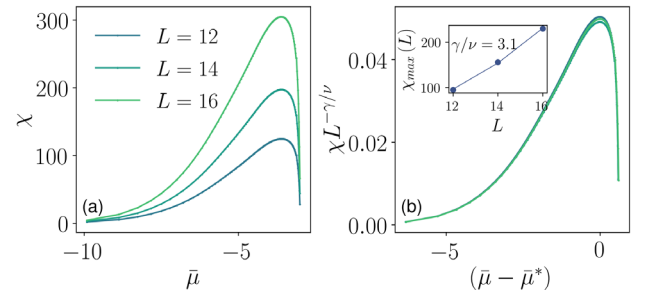 300
200
100
0
χ
L = 12
L = 14
L = 16
(a)
−10
−5
μ̄
0.04
0.02
0.00
χL^{−γ/ν}
χ_{max}(L)
200
100
γ/ν = 3.1
12
14
16
L
(b)
−5
0
(μ̄ − μ̄*)